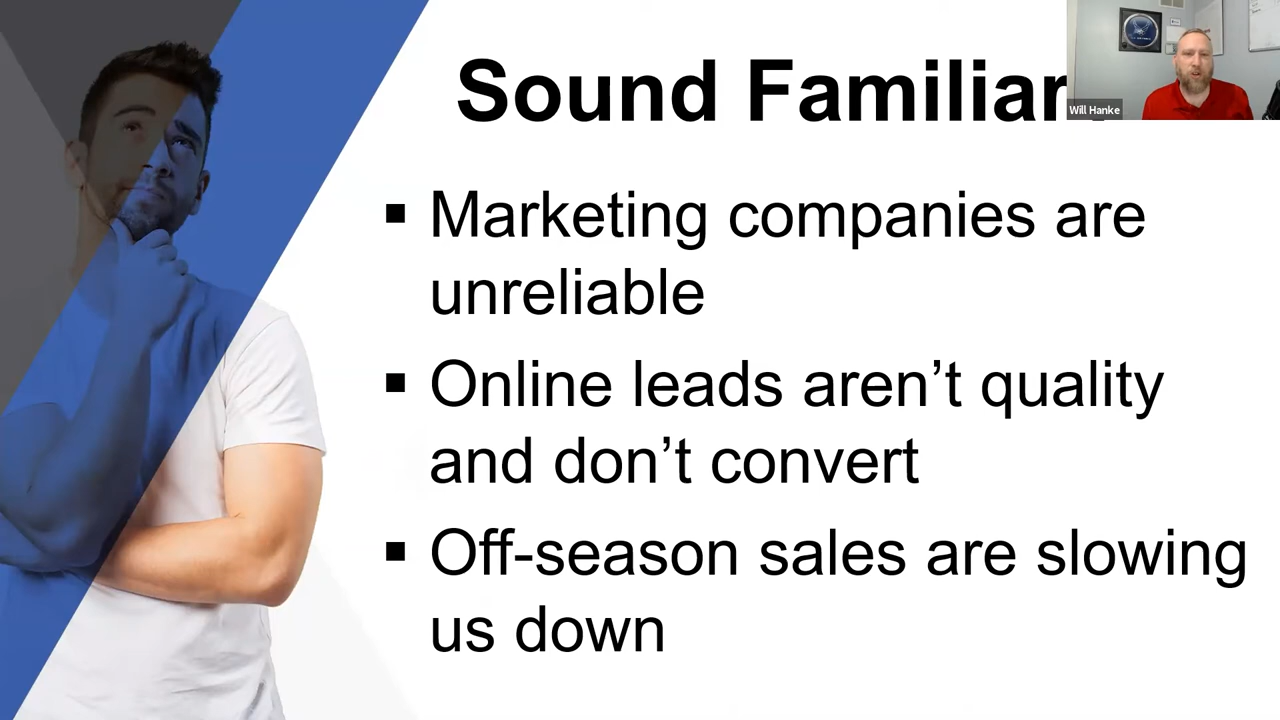 Sound Familiar
Will Hanke
Marketing companies are
unreliable
Online leads aren’t quality
and don’t convert
Off-season sales are slowing
us down